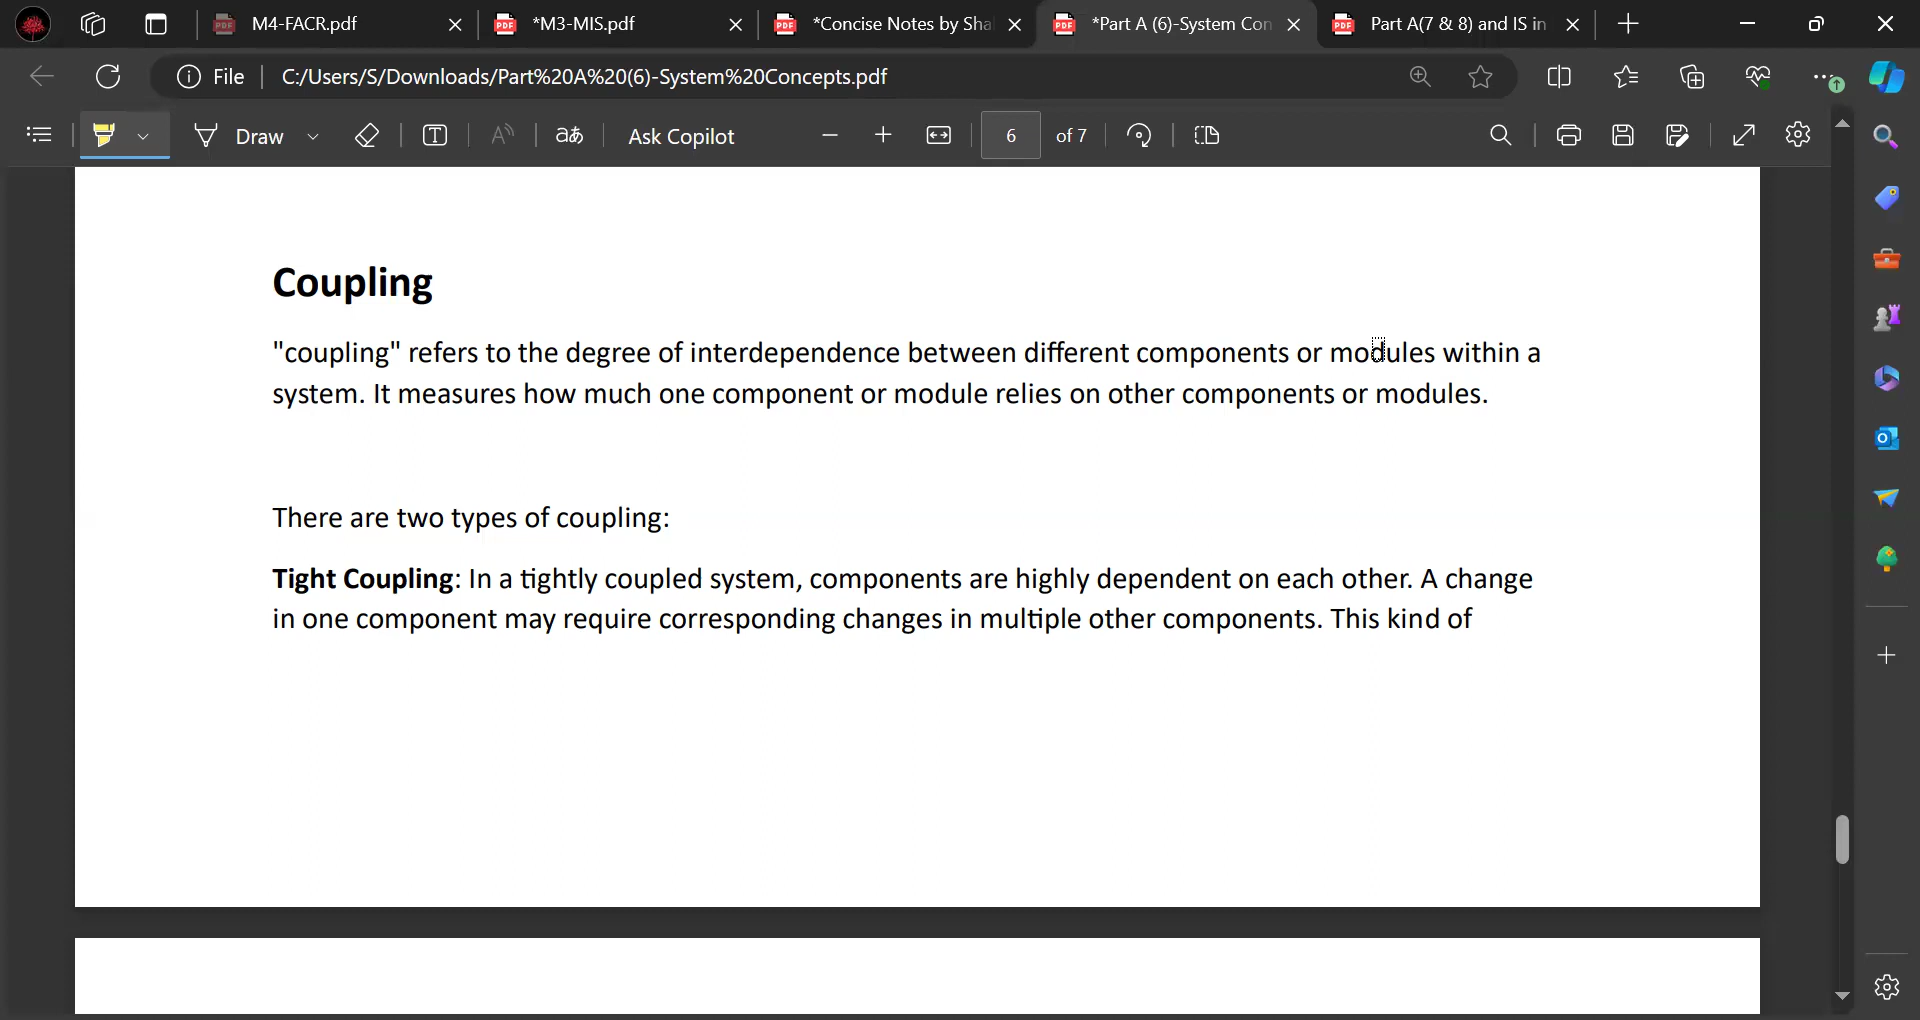 M4-FACR.pdf
*M3-MIS.pdf
*Concise Notes by Sha
*Part A (6)-System Con
Part A(7 & 8) and IS in
File
C:/Users/S/Downloads/Part%20A%20(6)-System%20Concepts.pdf
Draw
aあ
Ask Copilot
6
of 7
Coupling
"coupling" refers to the degree of interdependence between different components or modules within a
system. It measures how much one component or module relies on other components or modules.
There are two types of coupling:
Tight Coupling: In a tightly coupled system, components are highly dependent on each other. A change
in one component may require corresponding changes in multiple other components. This kind of